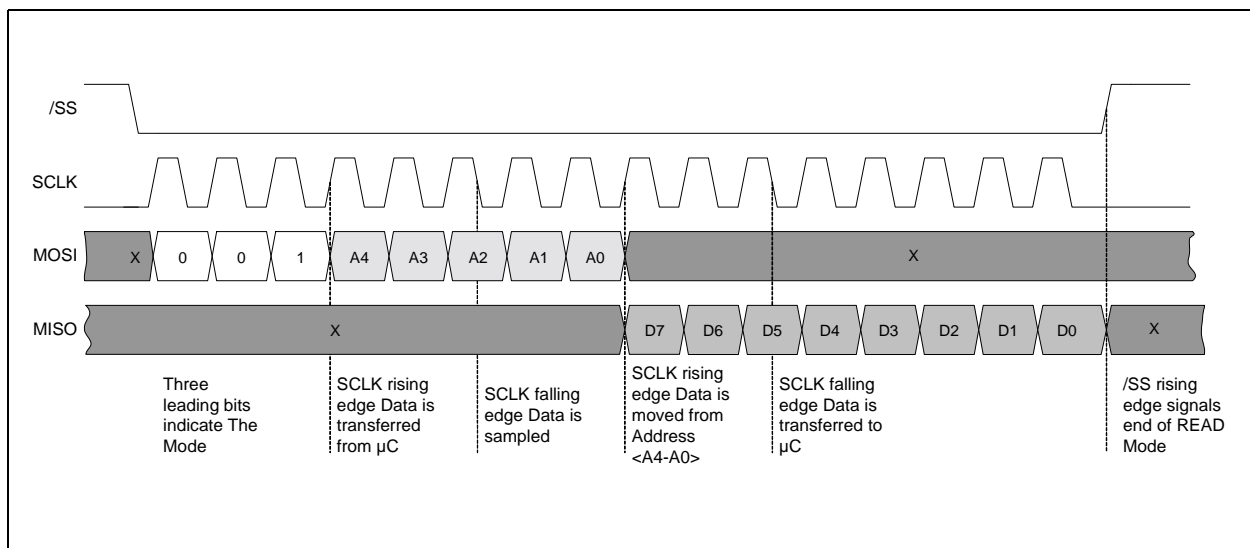 /SS
SCLK
MOSI
X
0
0
1
A4
A3
A2
A1
A0
X
MISO
X
D7
D6
D5
D4
D3
D2
D1
D0
X
Three
leading bits
indicate The
Mode
SCLK rising
edge Data is
transferred
from µC
SCLK falling
edge Data is
sampled
SCLK rising
edge Data is
moved from
Address
<A4-A0>
SCLK falling
edge Data is
transferred to
µC
/SS rising
edge signals
end of READ
Mode